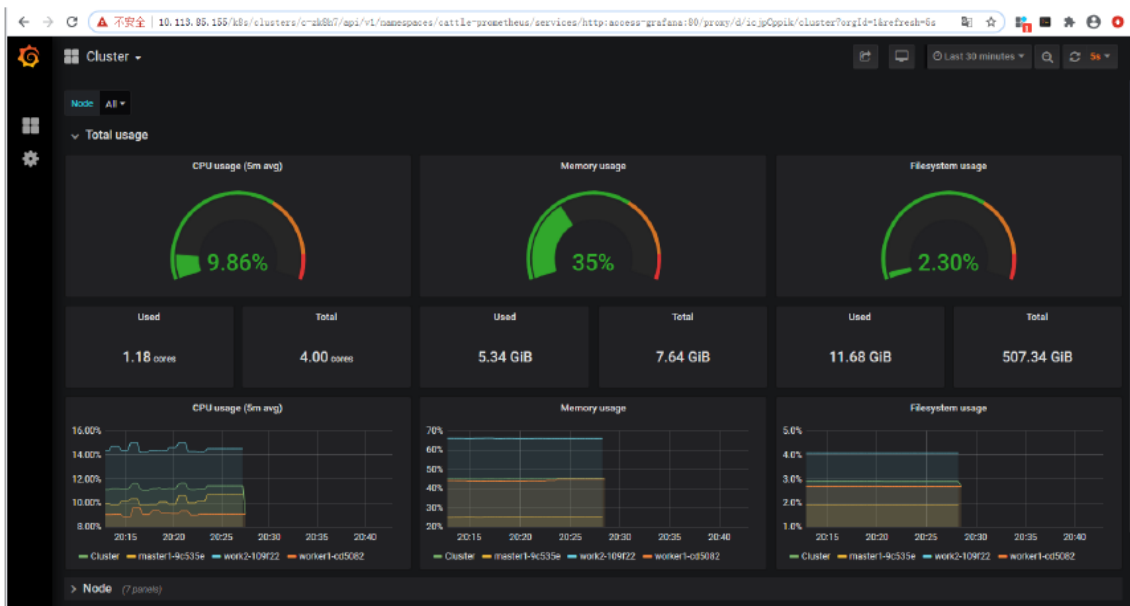 不安全 10.113.85.155/k8s/clusters/c-zk8h7/api/v1/namespaces/cattle-prometheus/services/http:access-grafana:80/proxy/d/icjpCppik/cluster?orgId=1&refresh=5s
Cluster
Last 30 minutes 5s
Node All
Total usage
CPU usage (5m avg) Memory usage Filesystem usage
9.86% 35% 2.30%
Used Total Used Total Used Total
1.18 cores 4.00 cores 5.34 GiB 7.64 GiB 11.68 GiB 507.34 GiB
CPU usage (5m avg) Memory usage Filesystem usage
16.00% 70% 5.0%
14.00% 60% 4.0%
12.00% 50% 3.0%
10.00% 40% 2.0%
8.00% 30% 1.0%
20%
20:15 20:20 20:25 20:30 20:35 20:40 20:15 20:20 20:25 20:30 20:35 20:40 20:15 20:20 20:25 20:30 20:35 20:40
Cluster master1-9c535e work2-109f22 worker1-cd5082 Cluster master1-9c535e work2-109f22 worker1-cd5082 Cluster master1-9c535e work2-109f22 worker1-cd5082
Node (7 panels)